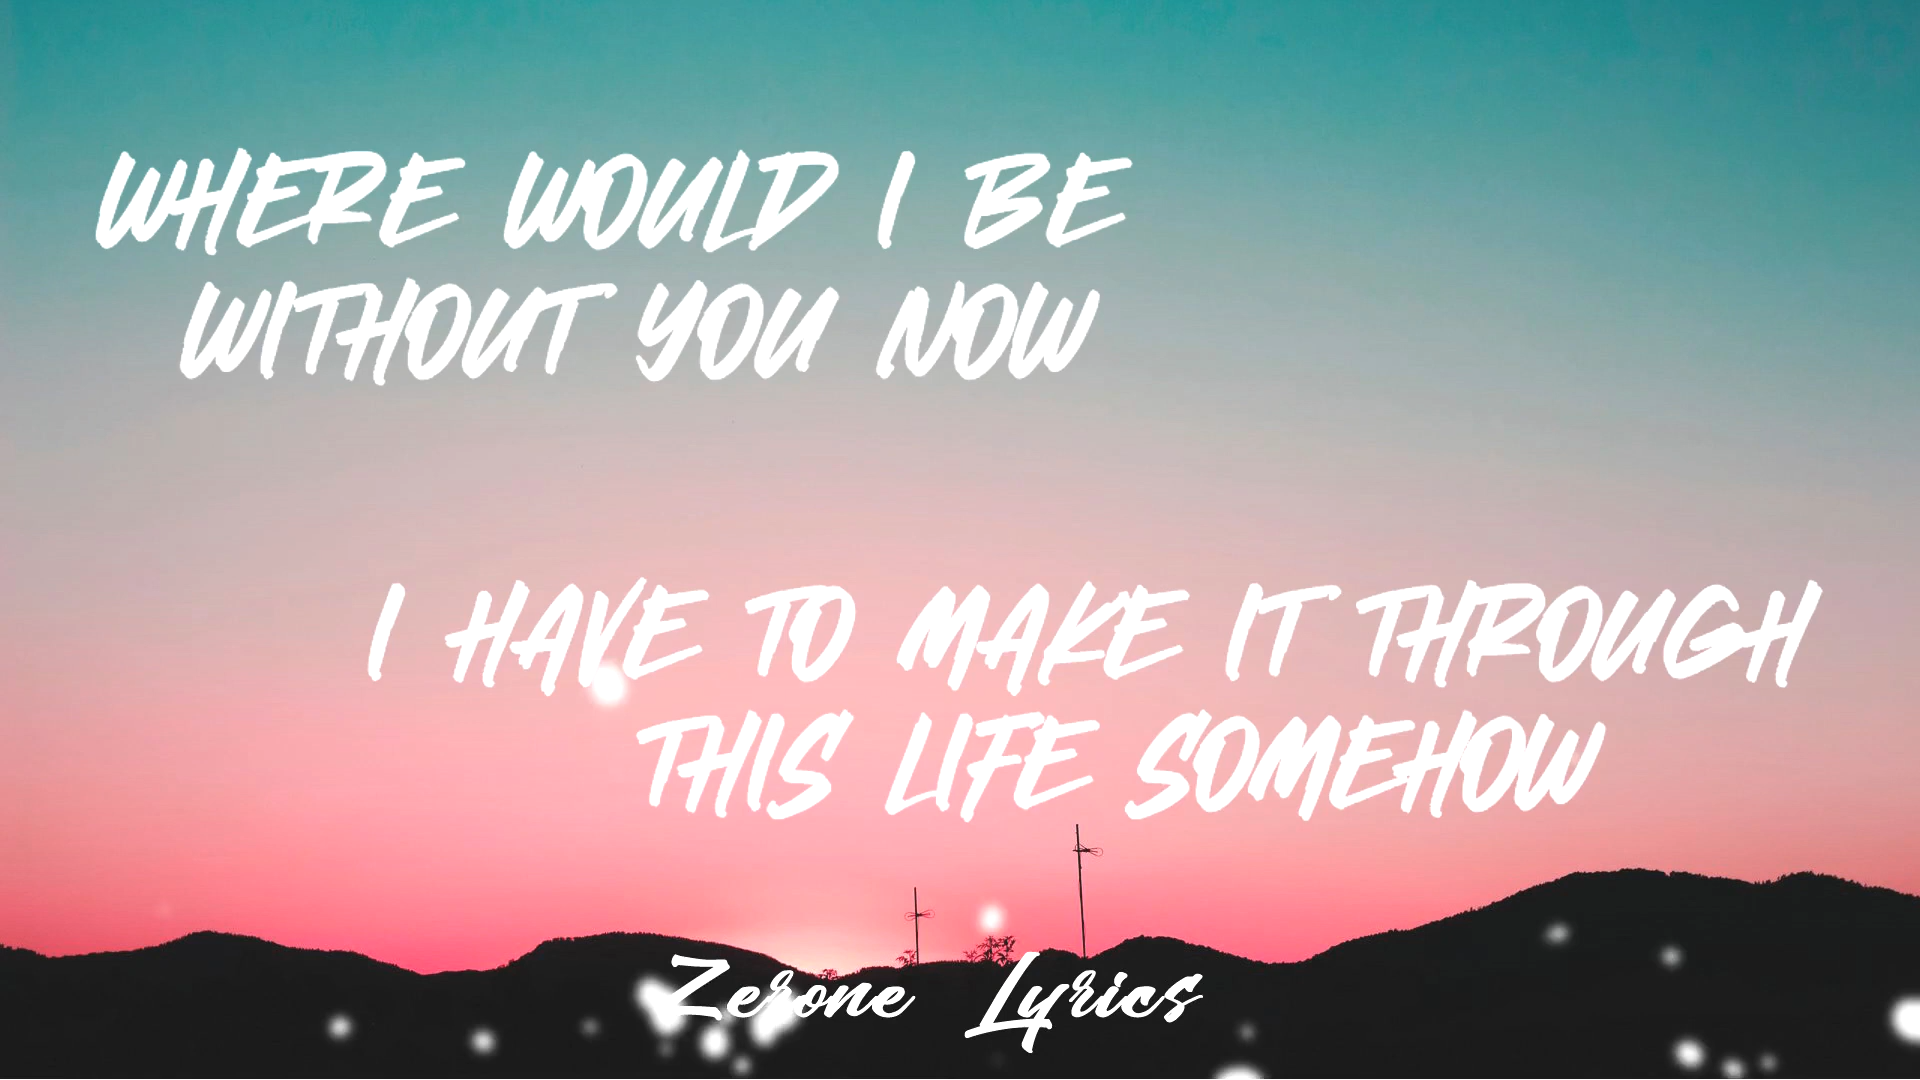 WHERE WOULD I BE
WITHOUT YOU NOW
I HAVE TO MAKE IT THROUGH
THIS LIFE SOMEHOW
Zerone Lyrics